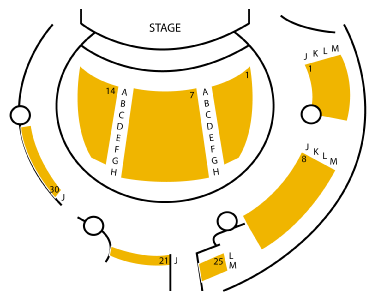 STAGE
J K L M
1
14
7
1
A A
B B
C C
D D
E E
F F
G G
H H
J K L M
8
30
J
21 J
25 L
M